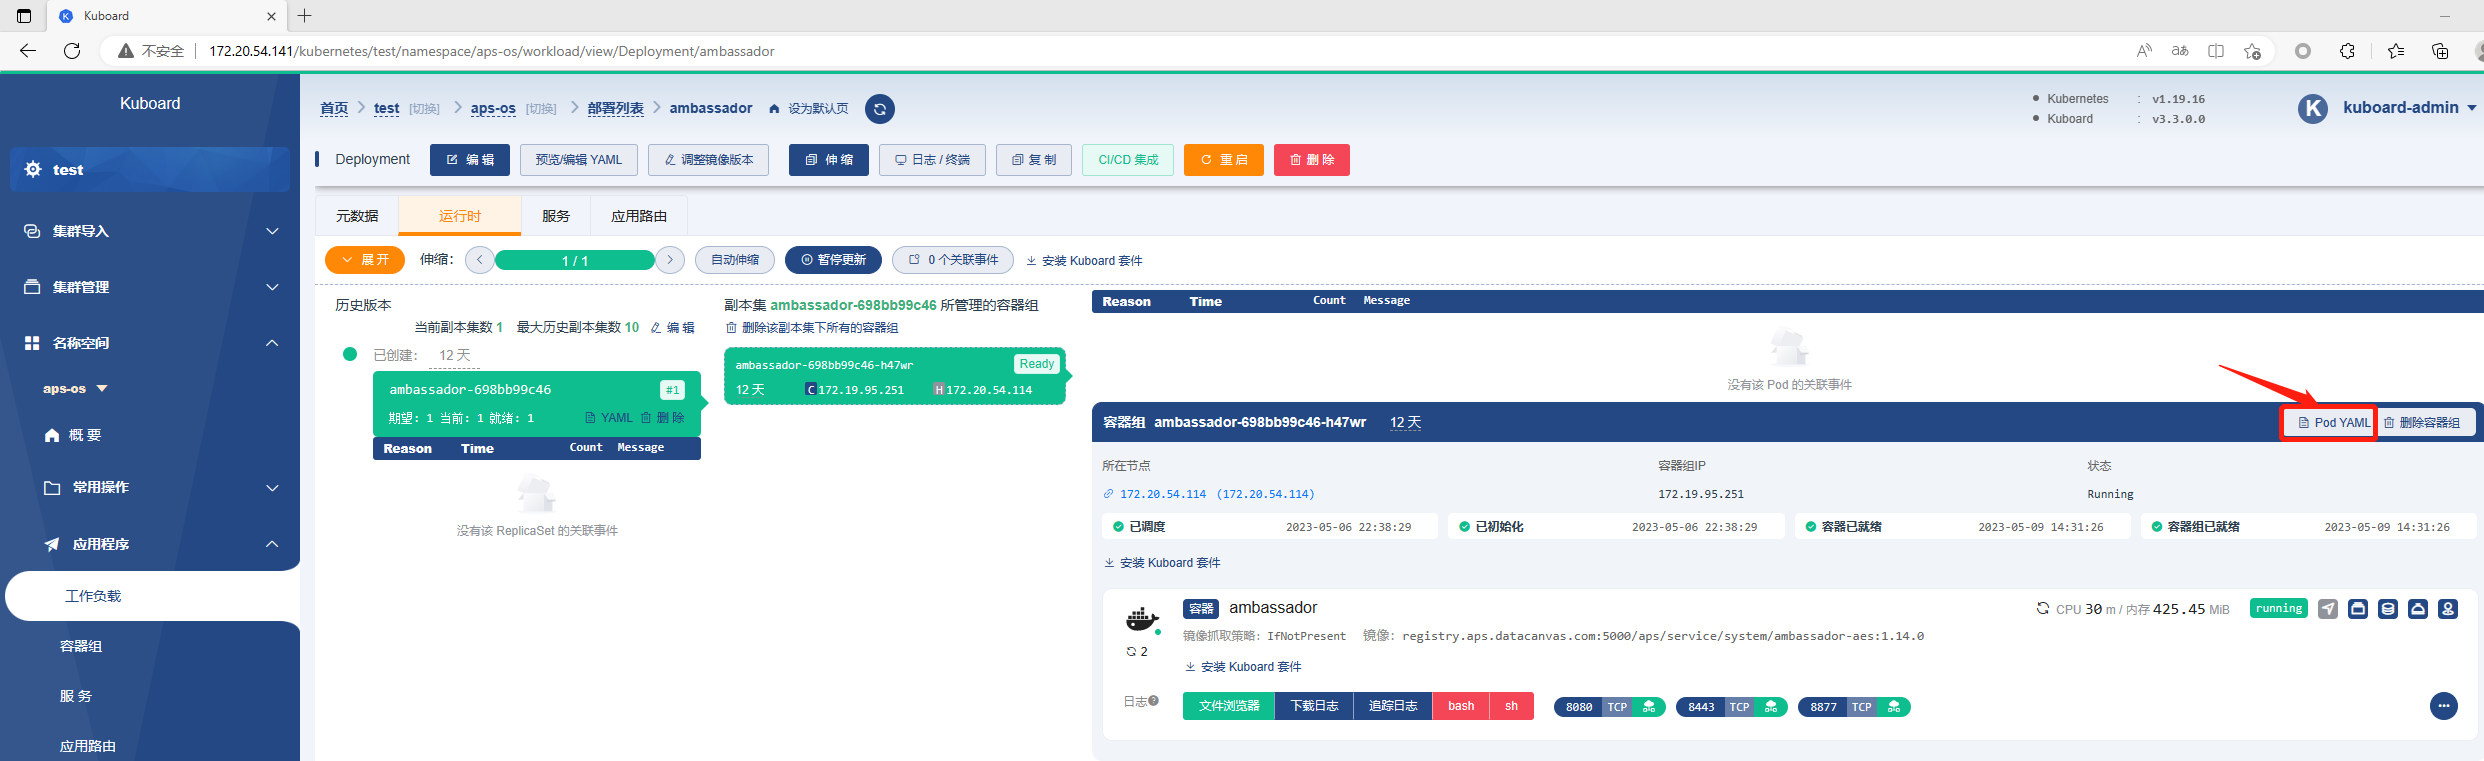 Kuboard
不安全 172.20.54.141/kubernetes/test/namespace/aps-os/workload/view/Deployment/ambassador
Kuboard
首页 test [切换] aps-os [切换] 部署列表 ambassador 设为默认页
Kubernetes : v1.19.16
Kuboard : v3.3.0.0
K kuboard-admin
test
Deployment 编 辑 预览/编辑 YAML 调整镜像版本 伸 缩 日志 / 终端 复 制 CI/CD 集成 重 启 删 除
元数据 运行时 服务 应用路由
集群导入
展 开 伸缩: 1 / 1 自动伸缩 暂停更新 0 个关联事件 安装 Kuboard 套件
集群管理
名称空间
aps-os
概 要
常用操作
应用程序
工作负载
容器组
服 务
应用路由
历史版本
当前副本集数 1 最大历史副本集数 10 编 辑
已创建: 12 天
ambassador-698bb99c46 #1
期望: 1 当前: 1 就绪: 1 YAML 删 除
Reason Time Count Message
没有该 ReplicaSet 的关联事件
副本集 ambassador-698bb99c46 所管理的容器组
删除该副本集下所有的容器组
ambassador-698bb99c46-h47wr Ready
12 天 C 172.19.95.251 H 172.20.54.114
Reason Time Count Message
没有该 Pod 的关联事件
容器组 ambassador-698bb99c46-h47wr 12 天 Pod YAML 删除容器组
所在节点 容器组IP 状态
172.20.54.114 (172.20.54.114) 172.19.95.251 Running
已调度 2023-05-06 22:38:29 已初始化 2023-05-06 22:38:29 容器已就绪 2023-05-09 14:31:26 容器组已就绪 2023-05-09 14:31:26
安装 Kuboard 套件
容器 ambassador CPU 30 m / 内存 425.45 MiB running
镜像抓取策略: IfNotPresent 镜像: registry.aps.datacanvas.com:5000/aps/service/system/ambassador-aes:1.14.0
2
安装 Kuboard 套件
日志 文件浏览器 下载日志 追踪日志 bash sh 8080 TCP 8443 TCP 8877 TCP